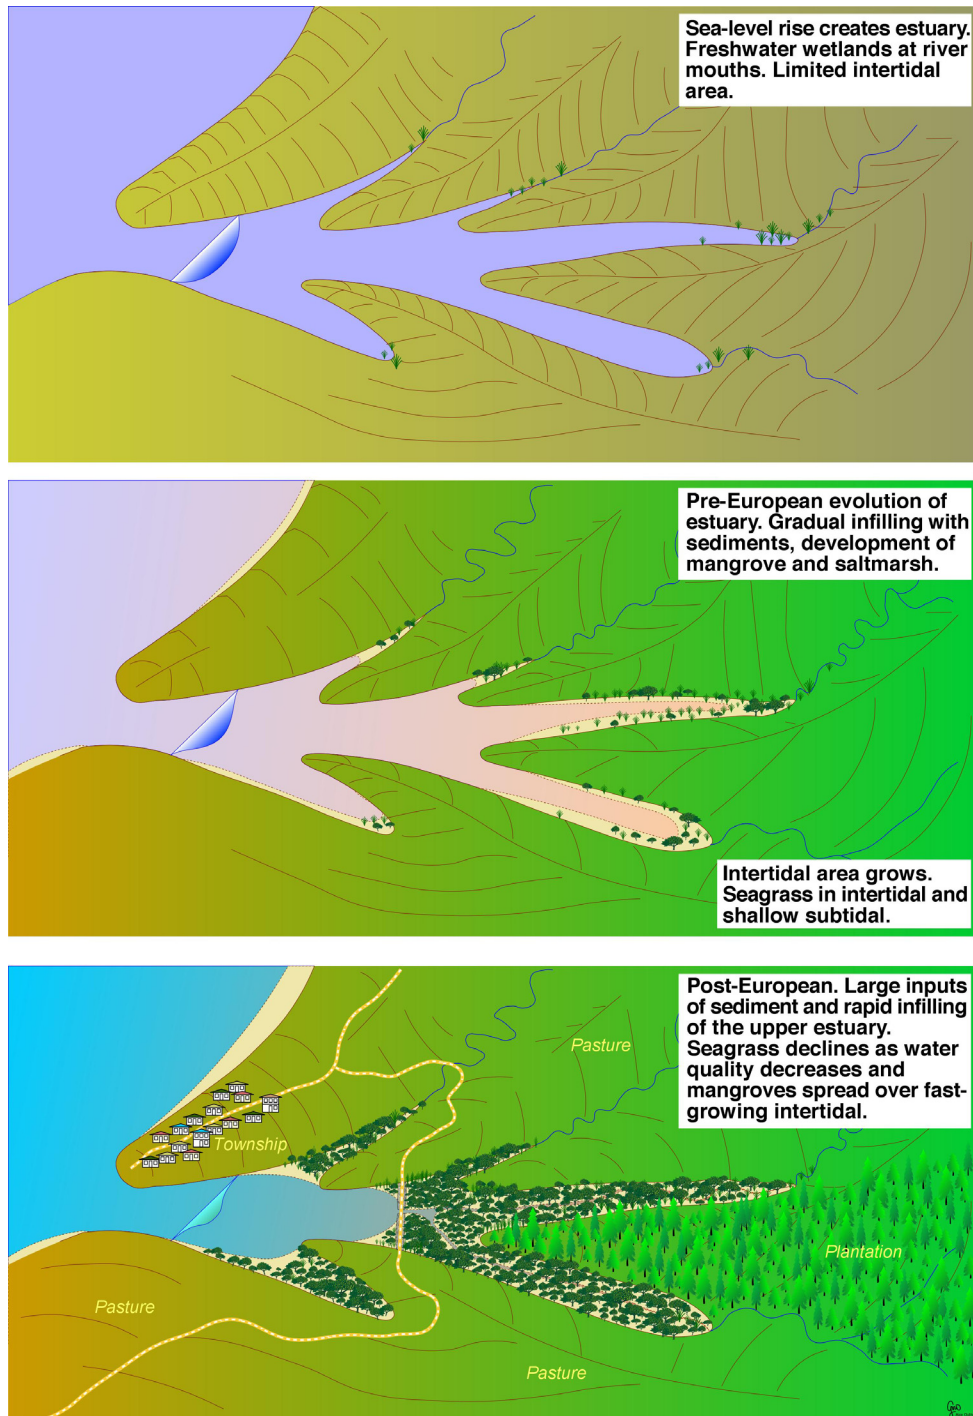 Sea-level rise creates estuary.
Freshwater wetlands at river
mouths. Limited intertidal
area.
Pre-European evolution of
estuary. Gradual infilling with
sediments, development of
mangrove and saltmarsh.
Intertidal area grows.
Seagrass in intertidal and
shallow subtidal.
Post-European. Large inputs
of sediment and rapid infilling
of the upper estuary.
Seagrass declines as water
quality decreases and
mangroves spread over fast-
growing intertidal.
Pasture
Township
Plantation
Pasture
Pasture